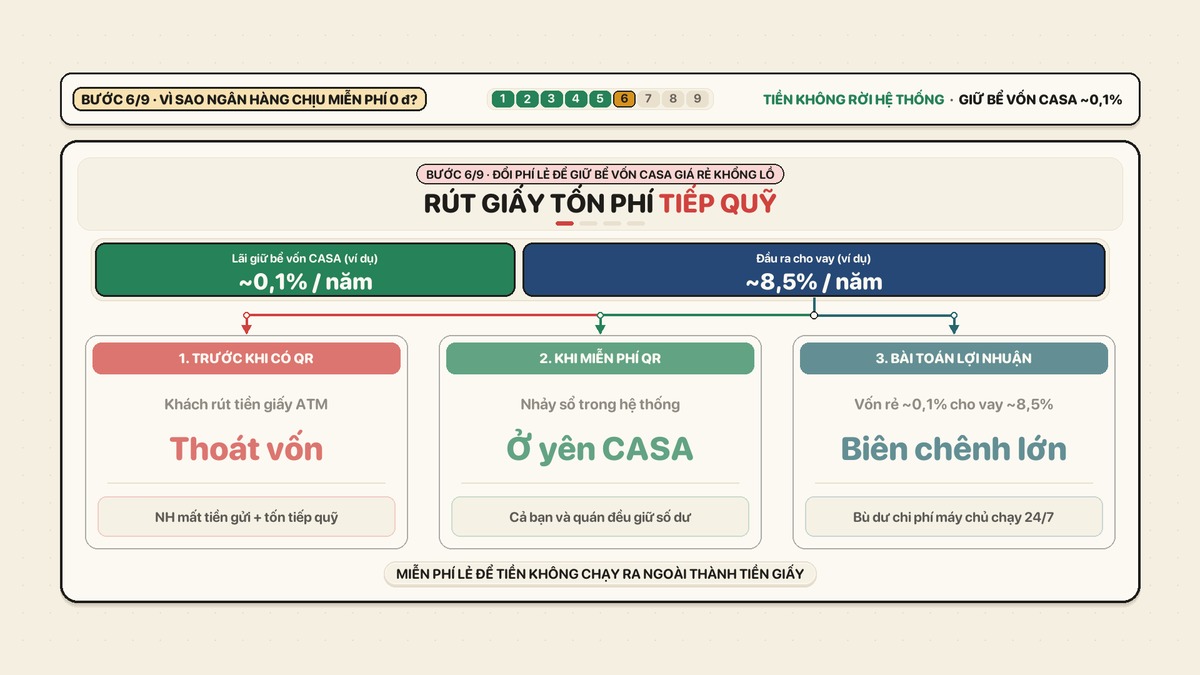 BƯỚC 6/9 · VÌ SAO NGÂN HÀNG CHỊU MIỄN PHÍ 0 đ?
1 2 3 4 5 6 7 8 9
TIỀN KHÔNG RỜI HỆ THỐNG · GIỮ BỂ VỐN CASA ~0,1%
BƯỚC 6/9 · ĐỔI PHÍ LẺ ĐỂ GIỮ BỂ VỐN CASA GIÁ RẺ KHỔNG LỒ
RÚT GIẤY TỐN PHÍ TIẾP QUỸ
Lãi giữ bể vốn CASA (ví dụ)
~0,1% / năm
Đầu ra cho vay (ví dụ)
~8,5% / năm
1. TRƯỚC KHI CÓ QR
Khách rút tiền giấy ATM
Thoát vốn
NH mất tiền gửi + tốn tiếp quỹ
2. KHI MIỄN PHÍ QR
Nhảy số trong hệ thống
Ở yên CASA
Cả bạn và quán đều giữ số dư
3. BÀI TOÁN LỢI NHUẬN
Vốn rẻ ~0,1% cho vay ~8,5%
Biên chênh lớn
Bù dư chi phí máy chủ chạy 24/7
MIỄN PHÍ LẺ ĐỂ TIỀN KHÔNG CHẠY RA NGOÀI THÀNH TIỀN GIẤY